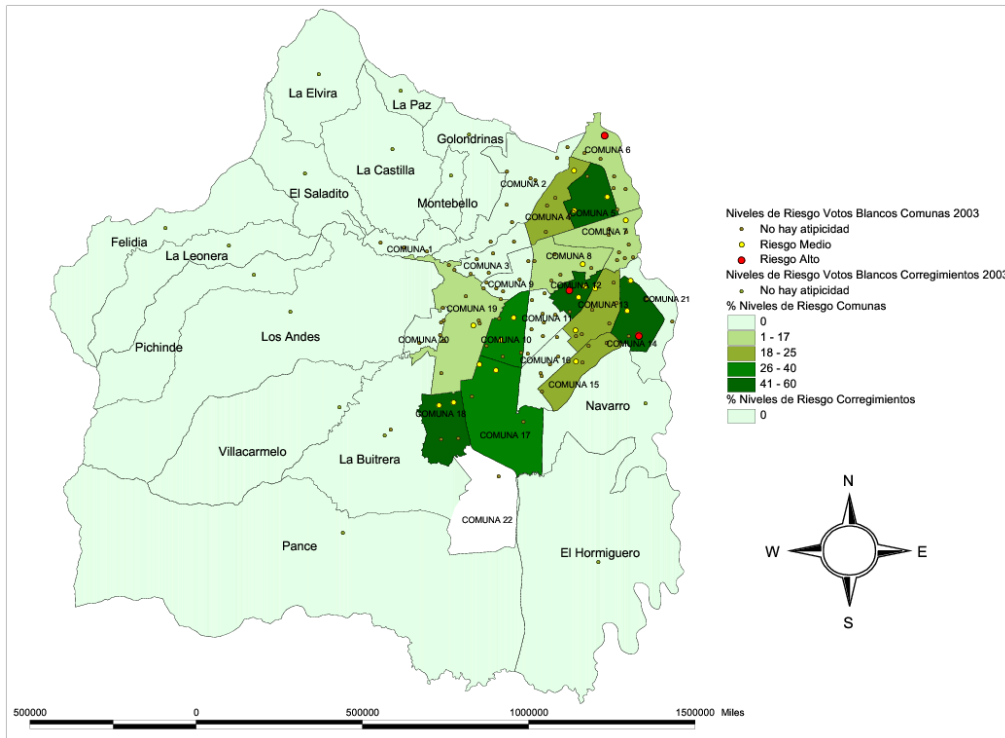 La Elvira
La Paz
Golondrinas
COMUNA 6
La Castilla
COMUNA 2
El Saladito
Montebello
COMUNA 4
COMUNA 5
Felidia
COMUNA 7
La Leonera
COMUNA 1
COMUNA 3
COMUNA 8
COMUNA 9
COMUNA 12
COMUNA 21
COMUNA 19
COMUNA 13
COMUNA 11
Los Andes
COMUNA 20
COMUNA 10
COMUNA 14
Pichinde
COMUNA 16
COMUNA 15
Navarro
COMUNA 18
COMUNA 17
Villacarmelo
La Buitrera
COMUNA 22
Pance
El Hormiguero
Niveles de Riesgo Votos Blancos Comunas 2003
No hay atipicidad
Riesgo Medio
Riesgo Alto
Niveles de Riesgo Votos Blancos Corregimientos 2003
No hay atipicidad
% Niveles de Riesgo Comunas
0
1 - 17
18 - 25
26 - 40
41 - 60
% Niveles de Riesgo Corregimientos
0
N
W
E
S
500000 0 500000 1000000 1500000 Miles